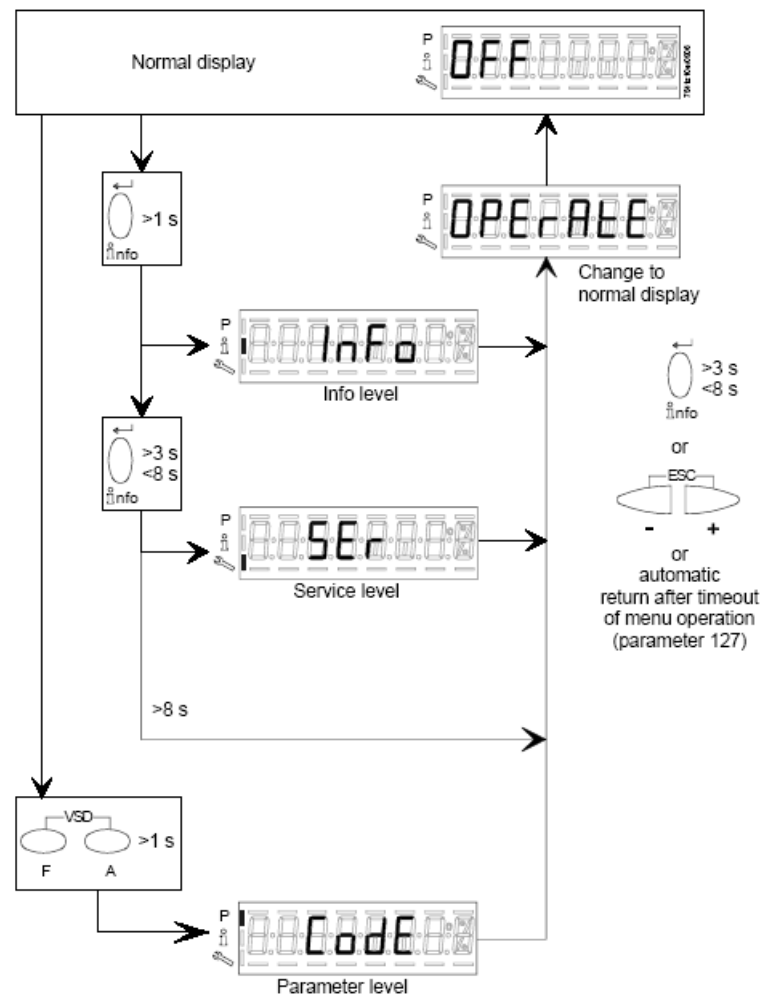 Normal display
P
OFF
P
>1 s
info
OPErAtE
Change to
normal display
P
InFo
Info level
>3 s
<8 s
info
>3 s
<8 s
info
or
P
SEr
Service level
ESC
- +
or
automatic
return after timeout
of menu operation
(parameter 127)
>8 s
VSD
>1 s
F A
P
CodE
Parameter level